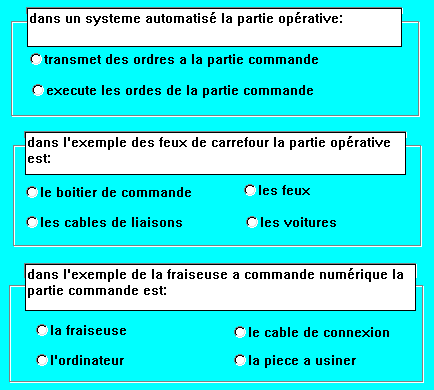 dans un systeme automatisé la partie opérative:
transmet des ordres a la partie commande
execute les ordes de la partie commande
dans l'exemple des feux de carrefour la partie opérative
est:
le boitier de commande
les feux
les cables de liaisons
les voitures
dans l'exemple de la fraiseuse a commande numérique la
partie commande est:
la fraiseuse
le cable de connexion
l'ordinateur
la piece a usiner